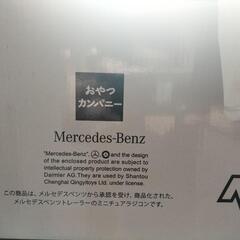 おやつ
カンパニー
Mercedes-Benz
"Mercedes-Benz", and the design
of the enclosed product are subject to
intellectual property protection owned by
Daimler AG. They are used by Shantou
Chenghai Qingyitoys Ltd. under license.
この商品は、メルセデスベンツから承認を受け、商品化された
メルセデスベンツトレーラーのミニチュアラジコンです。